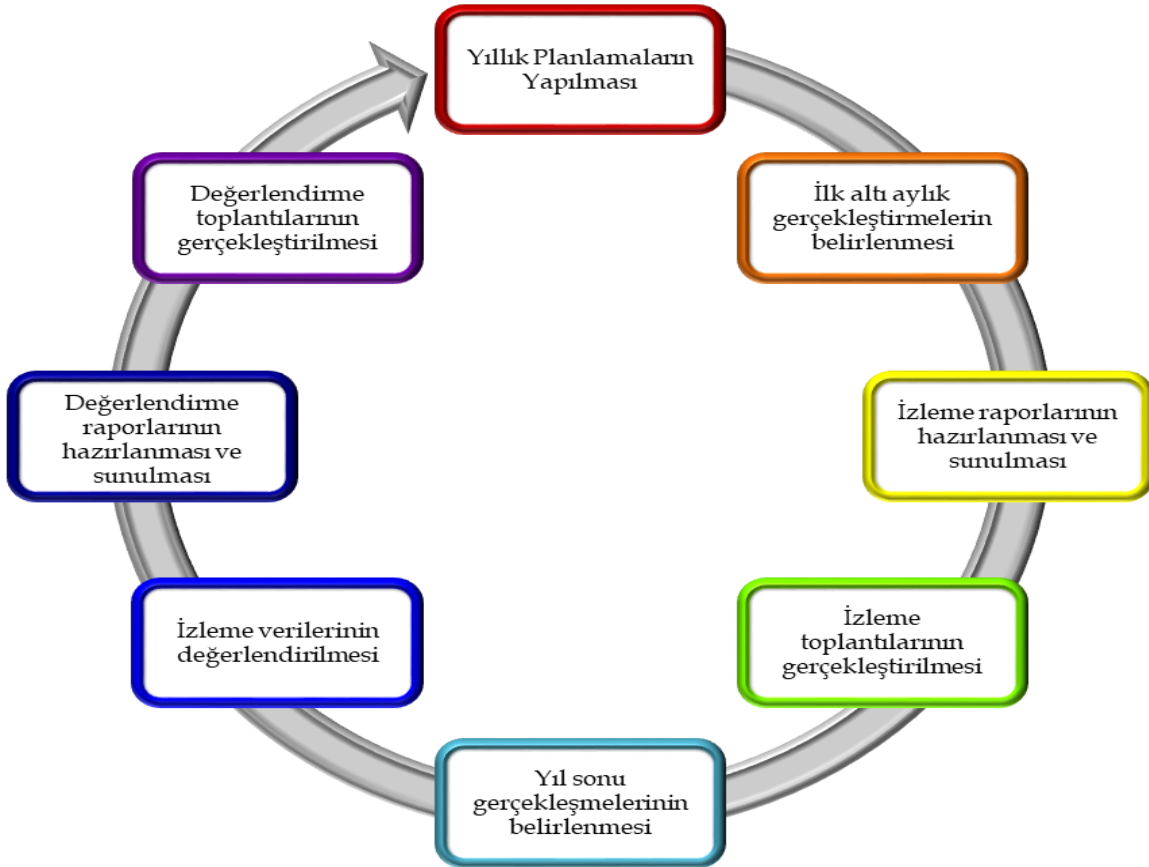 Yıllık Planlamaların
Yapılması
İlk altı aylık
gerçekleştirmelerin
belirlenmesi
İzleme raporlarının
hazırlanması ve
sunulması
İzleme
toplantılarının
gerçekleştirilmesi
Yıl sonu
gerçekleşmelerinin
belirlenmesi
İzleme verilerinin
değerlendirilmesi
Değerlendirme
raporlarının
hazırlanması ve
sunulması
Değerlendirme
toplantılarının
gerçekleştirilmesi